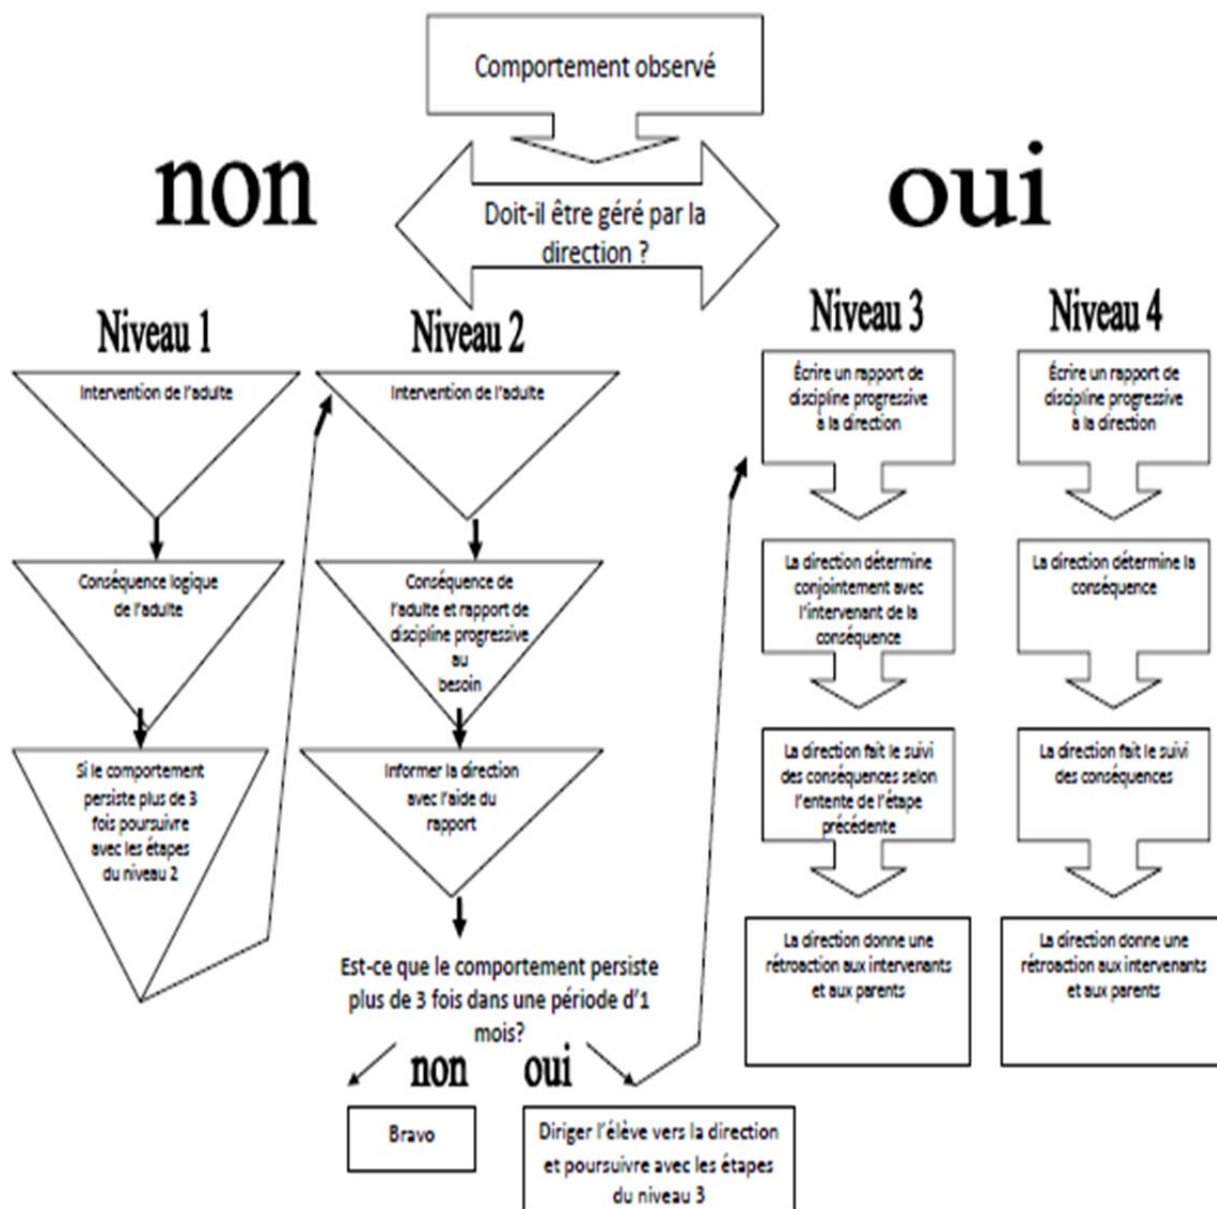 Comportement observé
non
oui
Doit-il être géré par la
direction ?
Niveau 1
Intervention de l'adulte
Conséquence logique
de l'adulte
Si le comportement
persiste plus de 3
fois poursuivre
avec les étapes
du niveau 2
Niveau 2
Intervention de l'adulte
Conséquence de
l'adulte et rapport de
discipline progressive
au
besoin
Informer la direction
avec l'aide du
rapport
Est-ce que le comportement persiste
plus de 3 fois dans une période d'1
mois?
non
oui
Bravo
Diriger l'élève vers la direction
et poursuivre avec les étapes
du niveau 3
Niveau 3
Écrire un rapport de
discipline progressive
à la direction
La direction détermine
conjointement avec
l'intervenant de la
conséquence
La direction fait le suivi
des conséquences selon
l'entente de l'étape
précédente
La direction donne une
rétroaction aux intervenants
et aux parents
Niveau 4
Écrire un rapport de
discipline progressive
à la direction
La direction détermine la
conséquence
La direction fait le suivi
des conséquences
La direction donne une
rétroaction aux intervenants
et aux parents